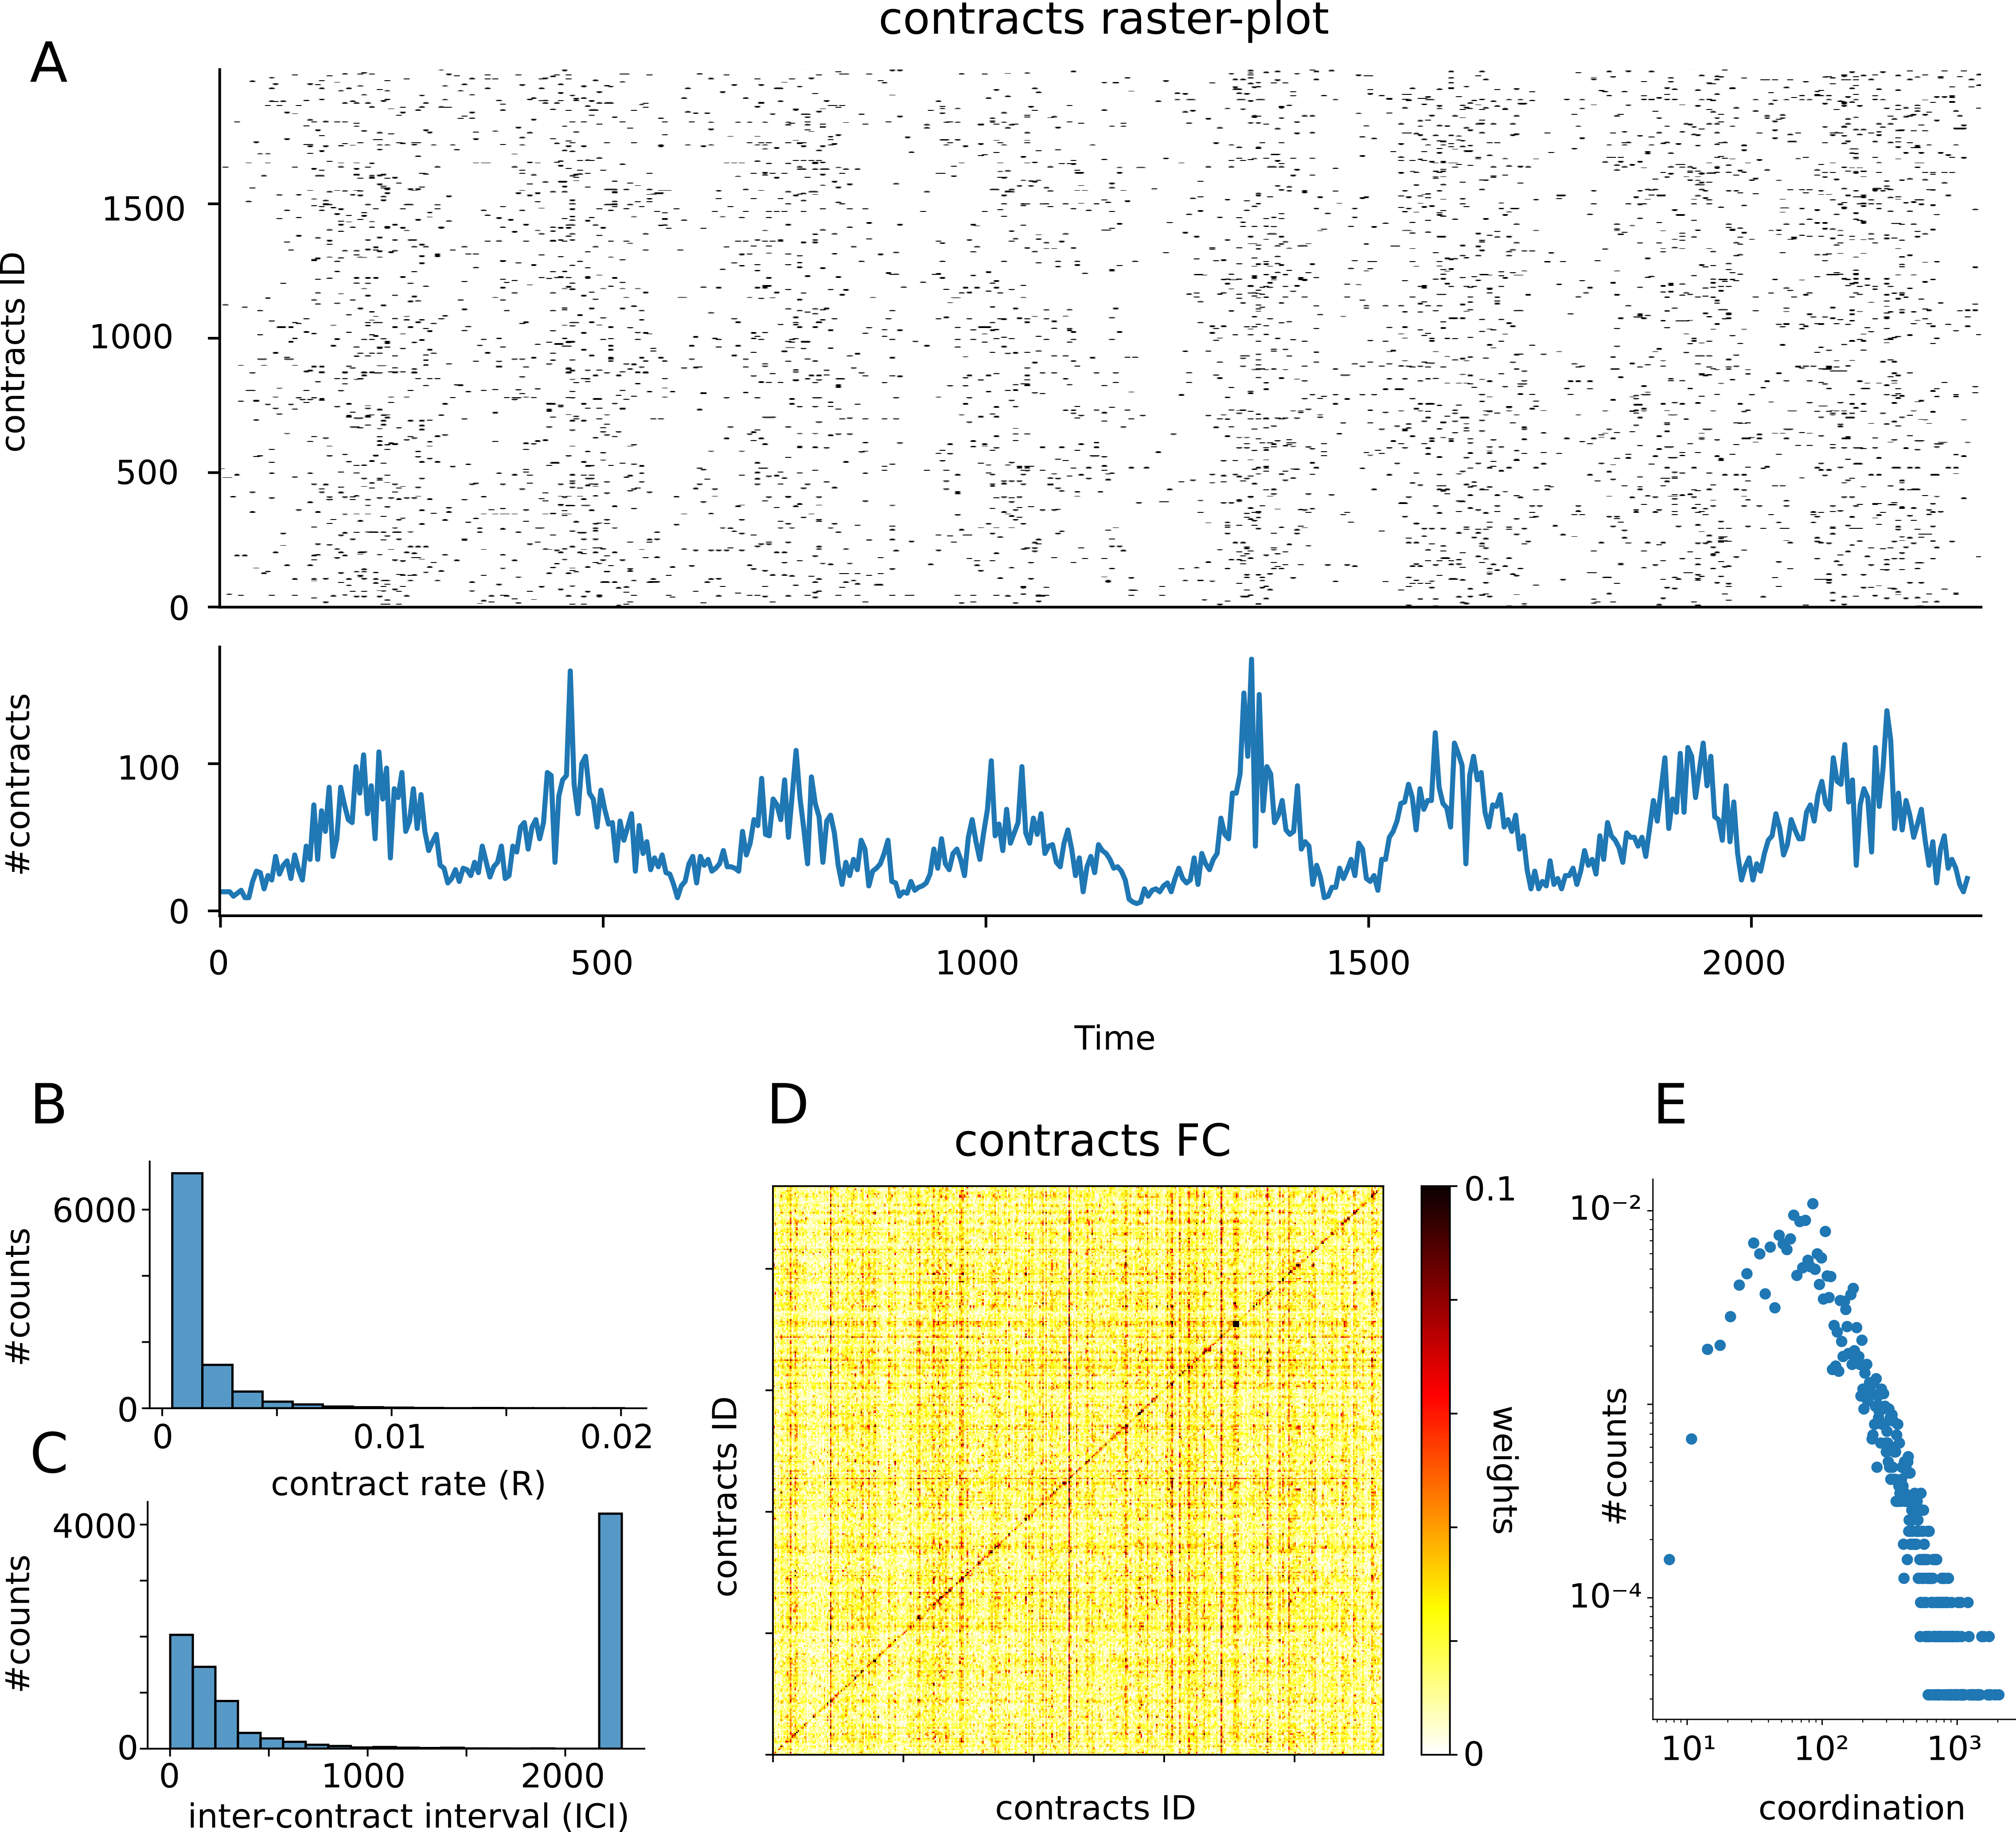 contracts raster-plot
A
contracts ID
1500
1000
500
0
#contracts
100
0
0
500
1000
1500
2000
Time
B
#counts
6000
0
0
0.01
0.02
contract rate (R)
C
#counts
4000
0
0
1000
2000
inter-contract interval (ICI)
D
contracts FC
contracts ID
contracts ID
0.1
0
weights
E
#counts
10⁻²
10⁻⁴
10¹
10²
10³
coordination